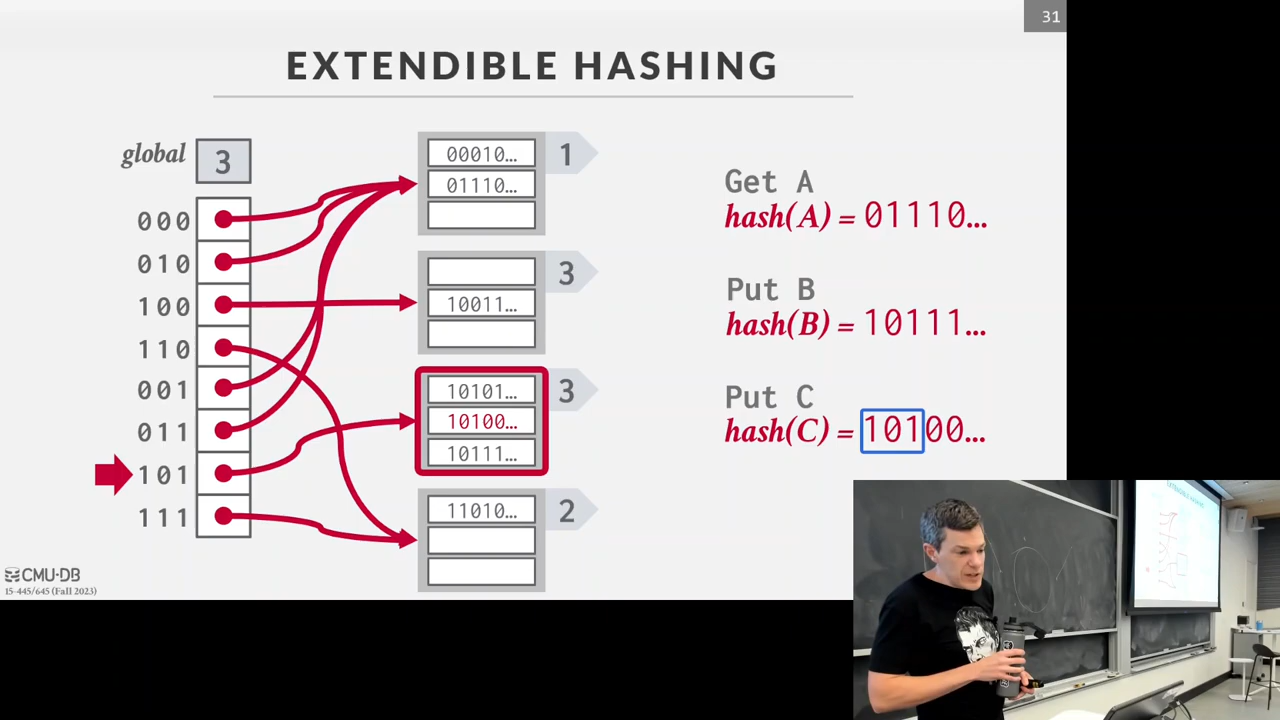 31
EXTENDIBLE HASHING
global 3
000
010
100
110
001
011
101
111
00010...
01110...
1
10011...
3
10101...
10100...
10111...
3
11010...
2
Get A
hash(A) = 01110...
Put B
hash(B) = 10111...
Put C
hash(C) = 10100...
CMU·DB
15-445/645 (Fall 2023)
EXTENDIBLE HASHING